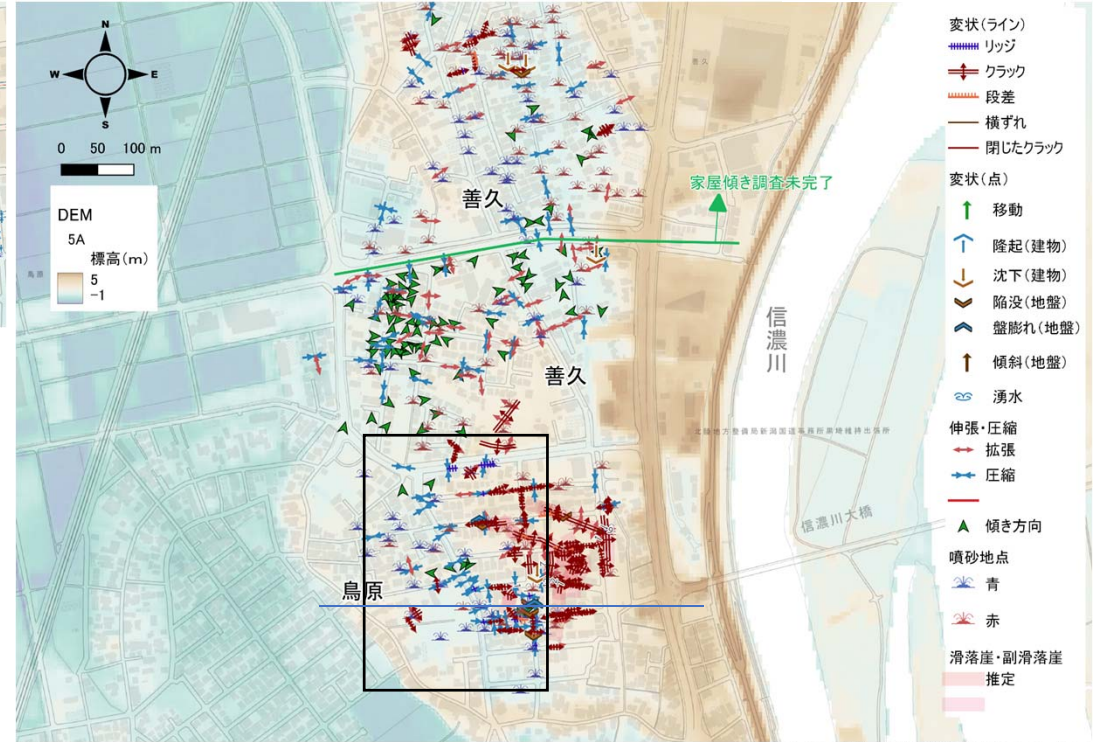 N
W
E
S
0 50 100 m
DEM
5A
標高(m)
5
-1
鳥原
善久
善久
家屋傾き調査未完了
善久
鳥原
信濃川
信濃川大橋
変状(ライン)
リッジ
クラック
段差
横ずれ
閉じたクラック
変状(点)
移動
隆起(建物)
沈下(建物)
陥没(地盤)
盤膨れ(地盤)
傾斜(地盤)
湧水
伸張・圧縮
拡張
圧縮
傾き方向
噴砂地点
青
赤
滑落崖・副滑落崖
推定